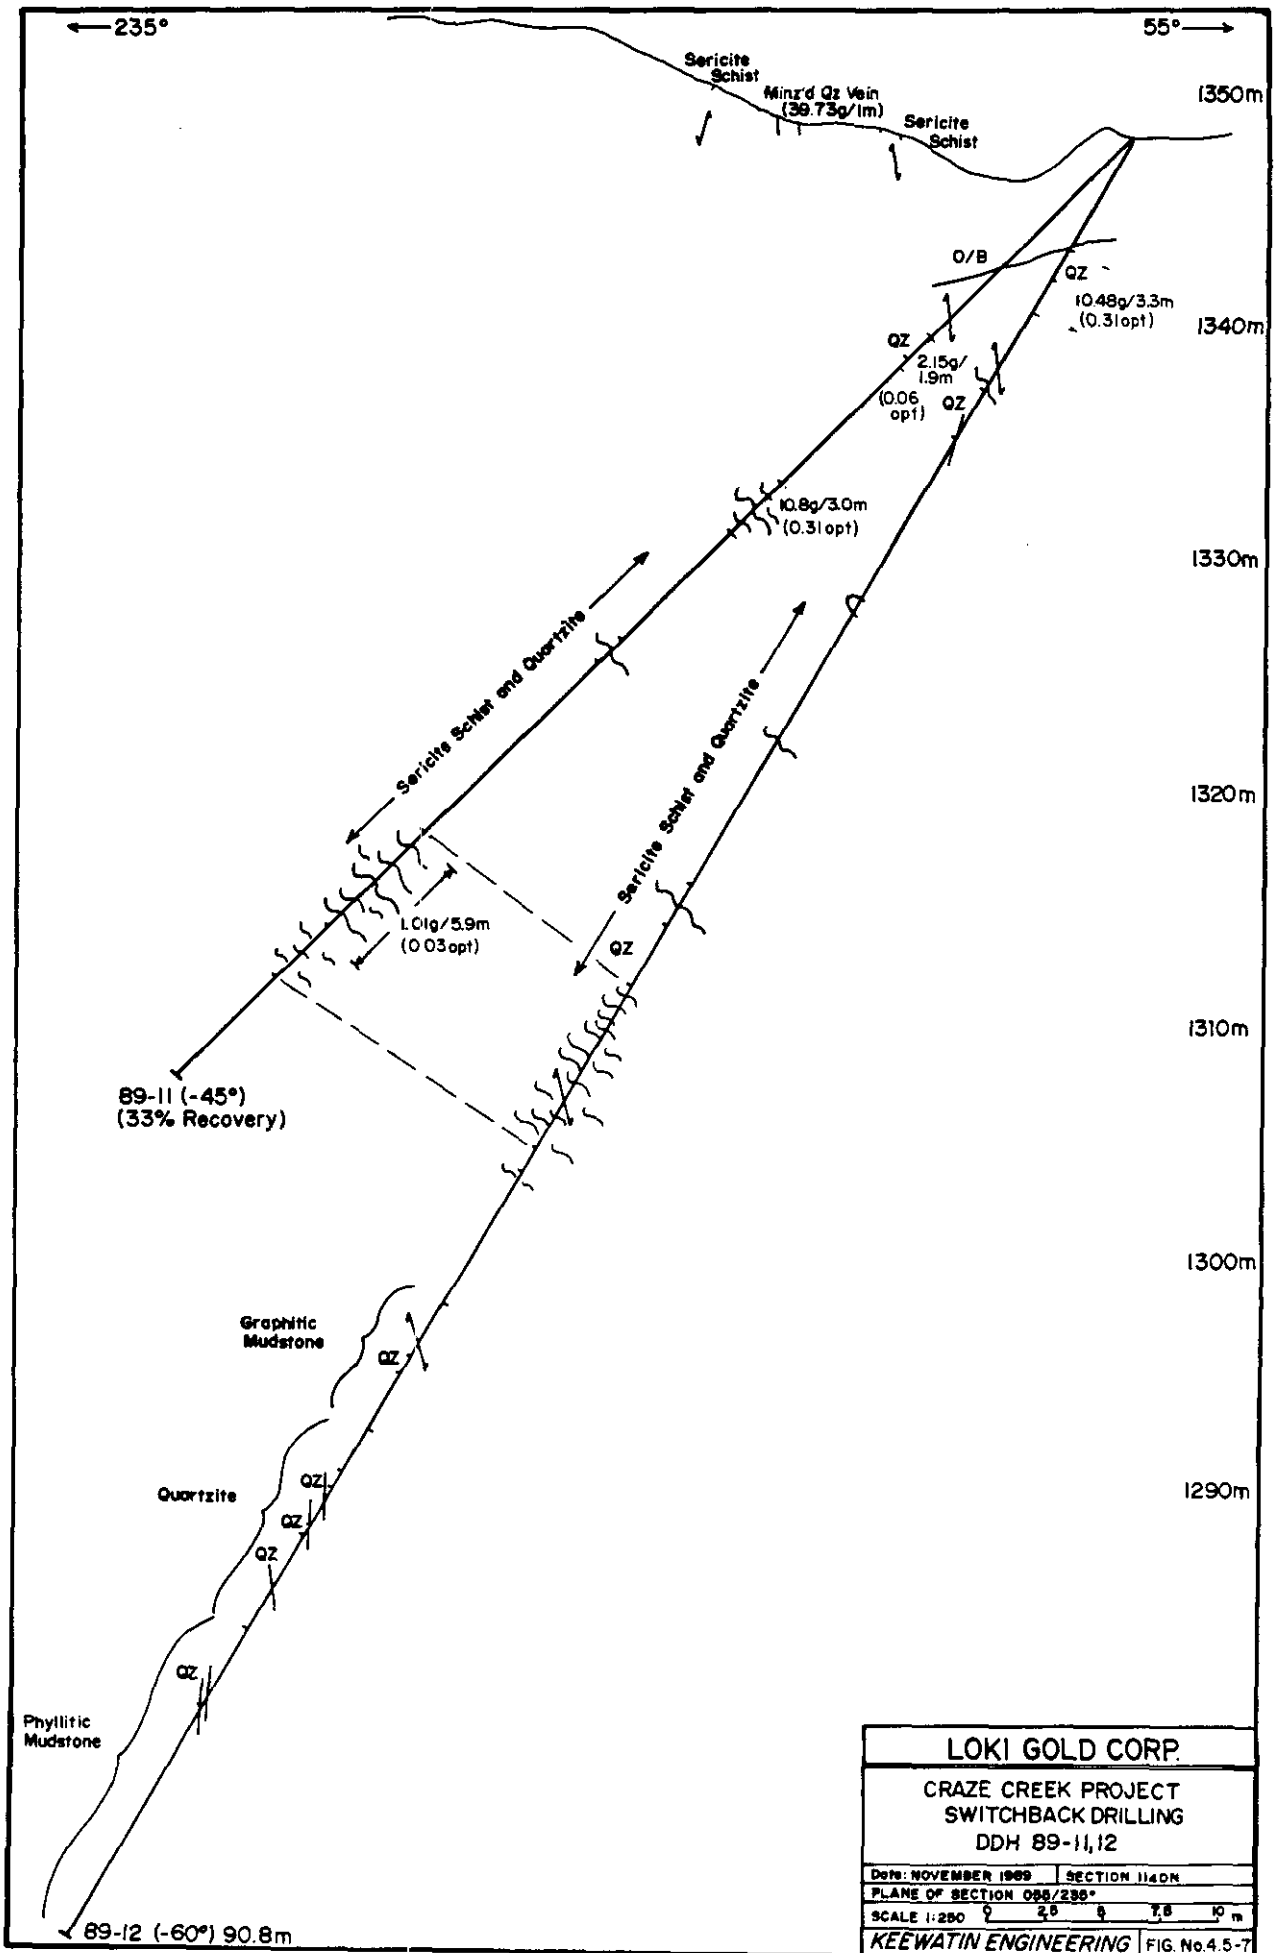 235°
55°
1350m
Sericite
Schist
Minz'd Qz Vein
(39.73g/1m)
Sericite
Schist
O/B
QZ
10.48g/3.3m
(0.31opt)
1340m
QZ
2.15g/
1.9m
(0.06
opt)
QZ
10.8g/3.0m
(0.31opt)
1330m
Sericite Schist and Quartzite
Sericite Schist and Quartzite
1320m
1.01g/5.9m
(0.03opt)
QZ
1310m
89-11 (-45°)
(33% Recovery)
1300m
Graphitic
Mudstone
QZ
Quartzite
QZ
1290m
QZ
QZ
QZ
Phyllitic
Mudstone
89-12 (-60°) 90.8m
LOKI GOLD CORP.
CRAZE CREEK PROJECT
SWITCHBACK DRILLING
DDH 89-11,12
Date: NOVEMBER 1989 SECTION 114DN
PLANE OF SECTION 055/235°
SCALE 1:250 0 2.5 5 7.5 10 m
KEEWATIN ENGINEERING FIG. No.4.5-7